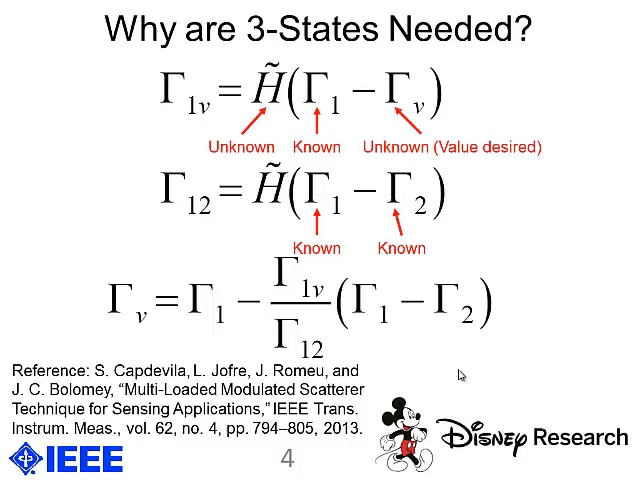 Why are 3-States Needed?
Γ₁ᵥ = H̃(Γ₁ − Γᵥ)
Unknown Known Unknown (Value desired)
Γ₁₂ = H̃(Γ₁ − Γ₂)
Known Known
Γᵥ = Γ₁ − Γ₁ᵥ/Γ₁₂ (Γ₁ − Γ₂)
Reference: S. Capdevila, L. Jofre, J. Romeu, and
J. C. Bolomey, “Multi-Loaded Modulated Scatterer
Technique for Sensing Applications,” IEEE Trans.
Instrum. Meas., vol. 62, no. 4, pp. 794–805, 2013.
IEEE 4 Disney Research